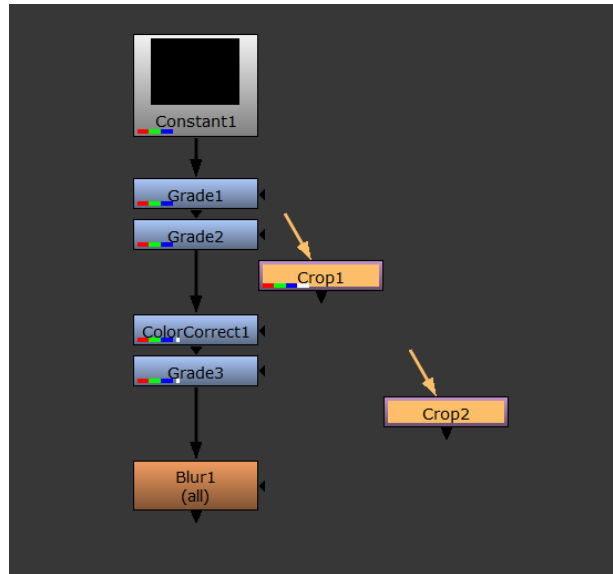 Constant1
Grade1
Grade2
Crop1
ColorCorrect1
Grade3
Crop2
Blur1
(all)